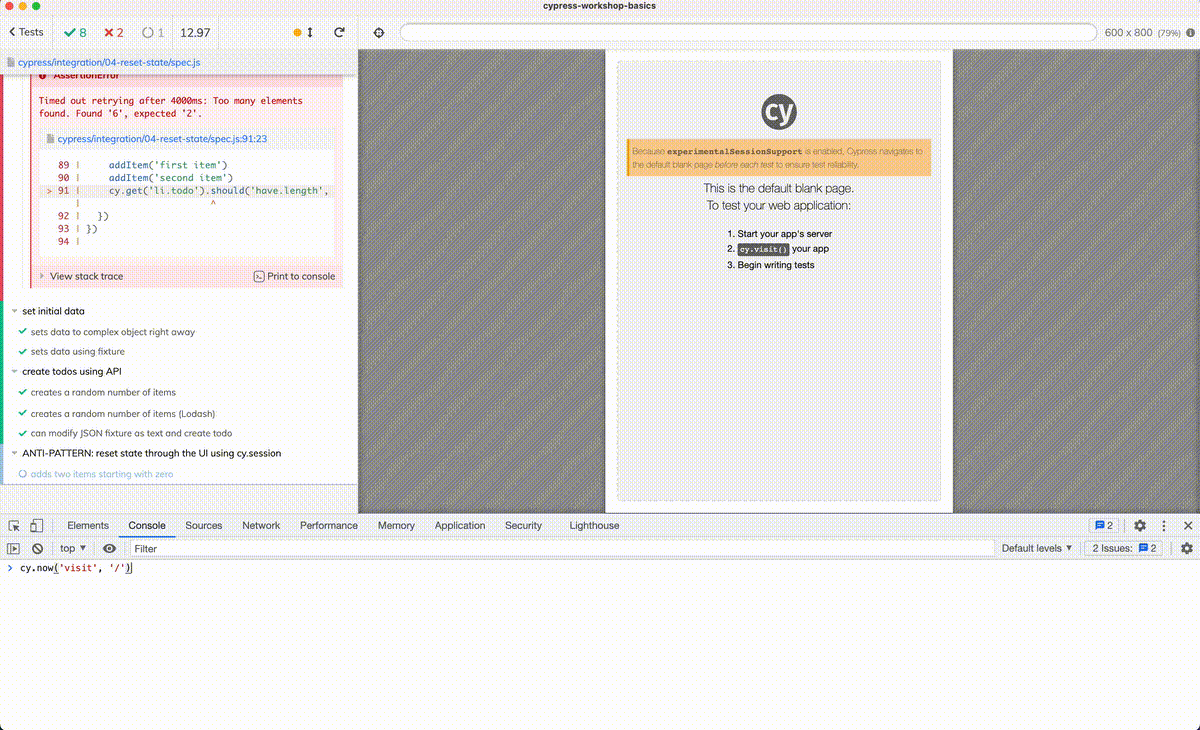 cypress-workshop-basics
Tests 8 2 1 12.97 600 x 800 (79%)
cypress/integration/04-reset-state/spec.js
AssertionError
Timed out retrying after 4000ms: Too many elements
found. Found '6', expected '2'.
cypress/integration/04-reset-state/spec.js:91:23
89 | addItem('first item')
90 | addItem('second item')
> 91 | cy.get('li.todo').should('have.length',
| ^
92 | })
93 | })
94 |
View stack trace Print to console
set initial data
sets data to complex object right away
sets data using fixture
create todos using API
creates a random number of items
creates a random number of items (Lodash)
can modify JSON fixture as text and create todo
ANTI-PATTERN: reset state through the UI using cy.session
adds two items starting with zero
cy
Because experimentalSessionSupport is enabled, Cypress navigates to
the default blank page before each test to ensure test reliability.
This is the default blank page.
To test your web application:
1. Start your app's server
2. cy.visit() your app
3. Begin writing tests
Elements Console Sources Network Performance Memory Application Security Lighthouse 2
top Filter Default levels 2 Issues: 2
> cy.now('visit', '/')